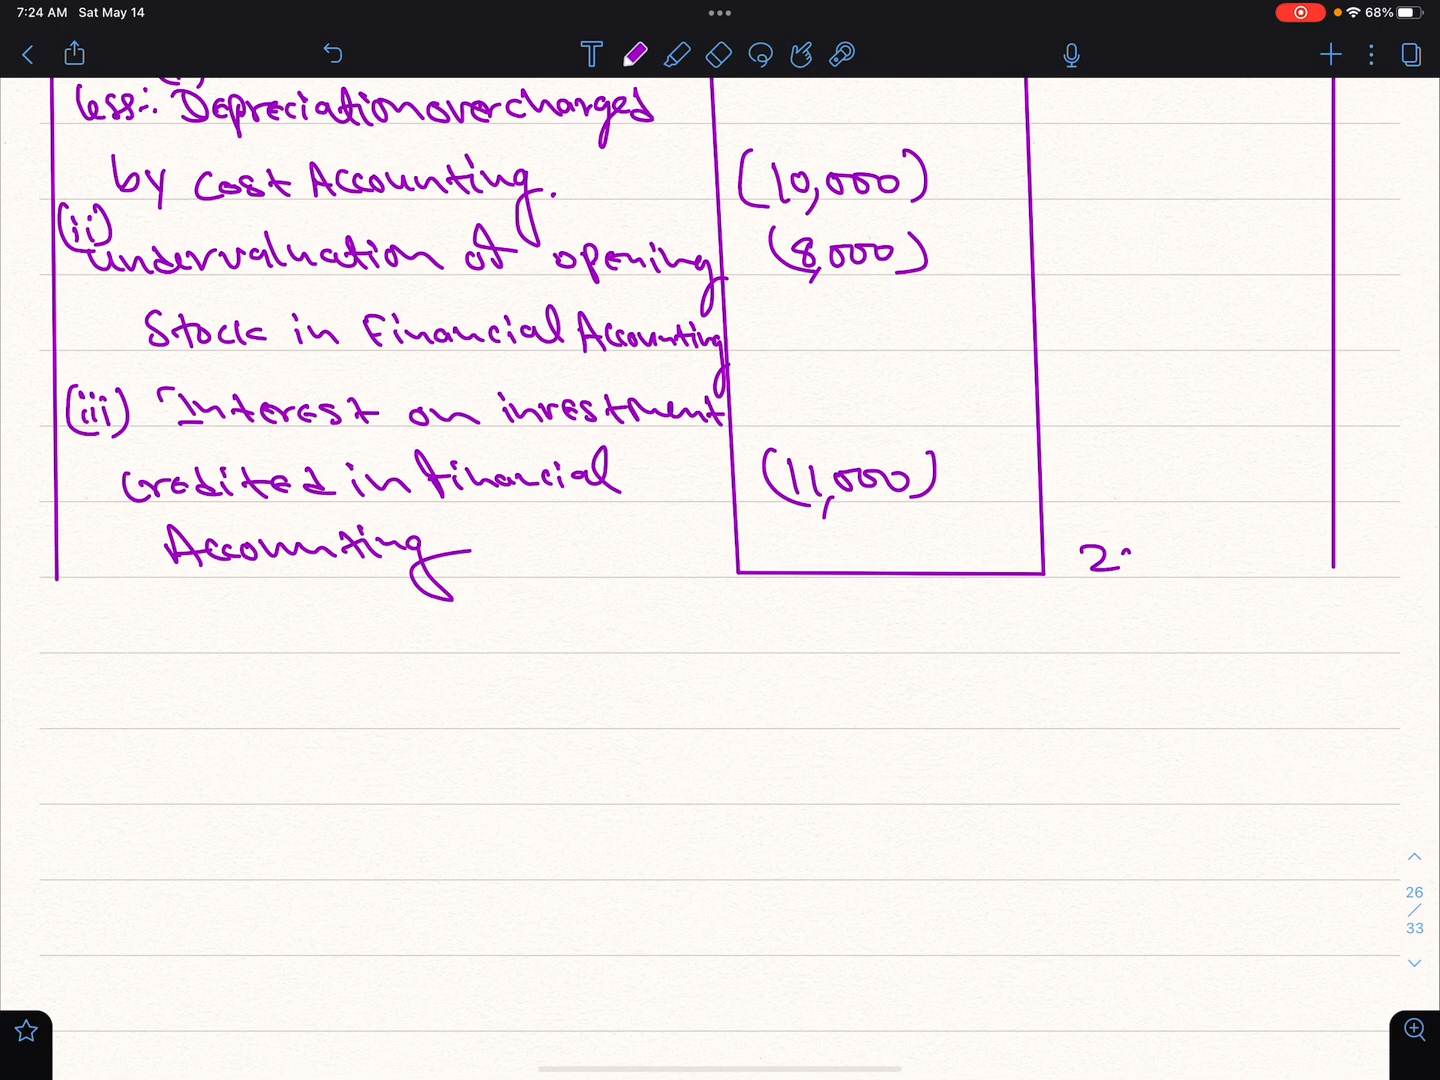 7:24 AM Sat May 14
68%
less:- Depreciation overcharged
by Cost Accounting. (10,000)
(ii) undervaluation of opening (8,000)
Stock in Financial Accounting
(iii) Interest on investment
Credited in financial (11,000)
Accounting
26
/
33